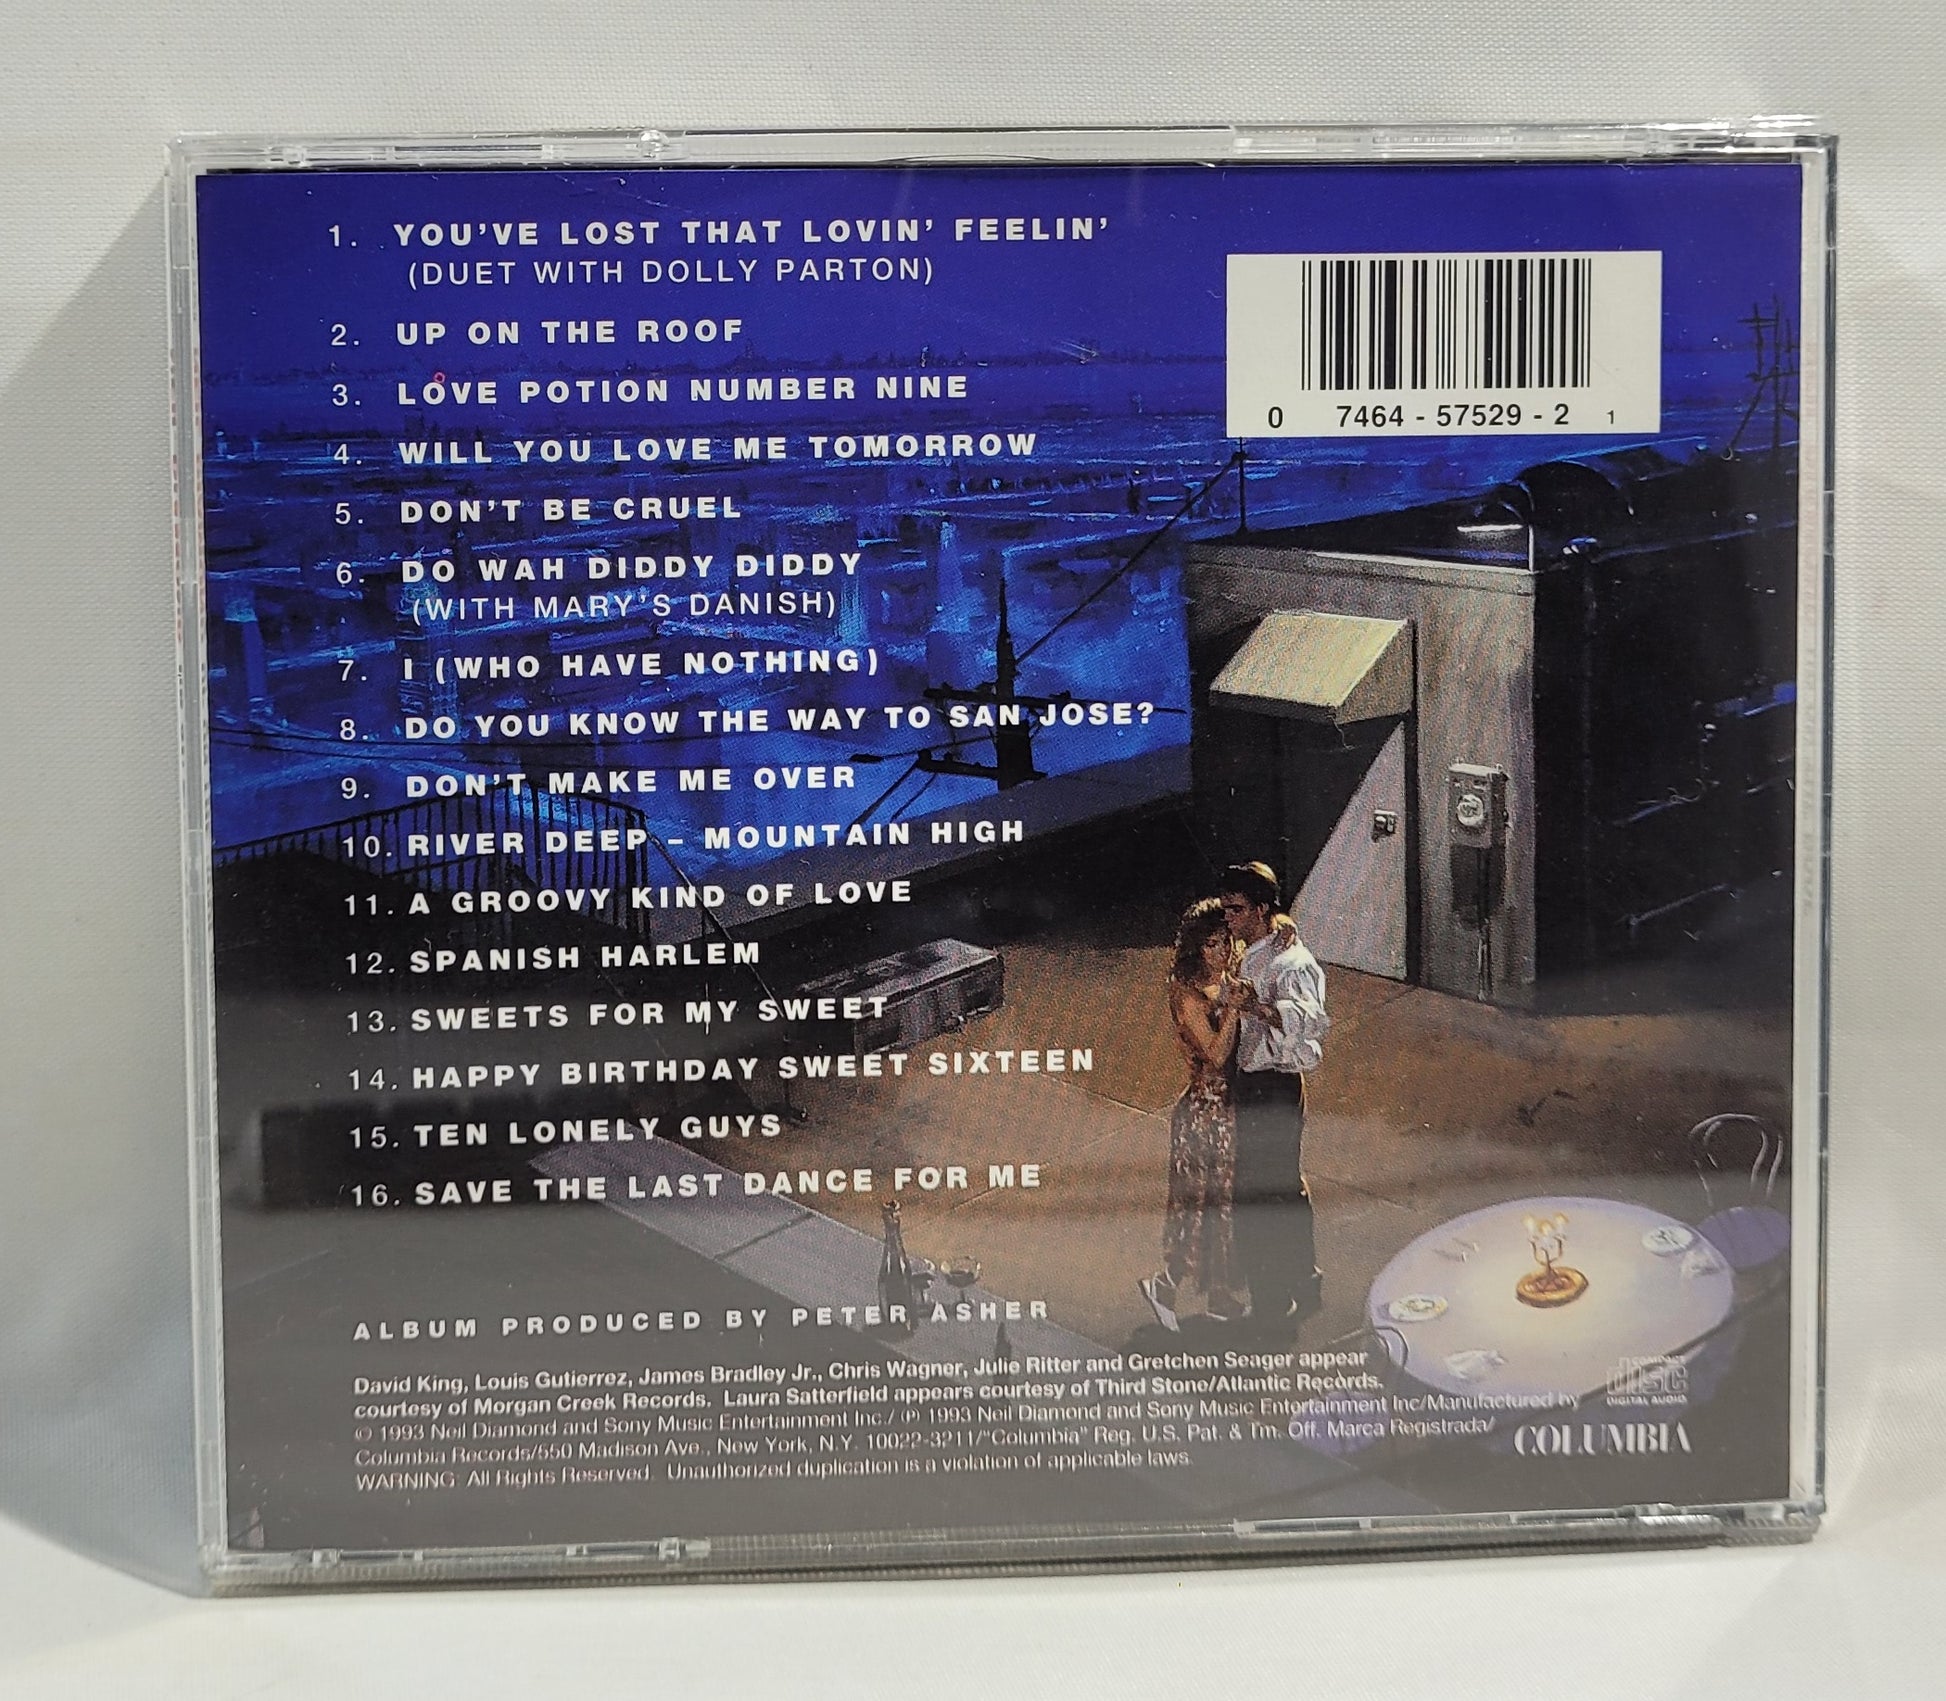 1. YOU'VE LOST THAT LOVIN' FEELIN'
(DUET WITH DOLLY PARTON)
2. UP ON THE ROOF
3. LOVE POTION NUMBER NINE
4. WILL YOU LOVE ME TOMORROW
5. DON'T BE CRUEL
6. DO WAH DIDDY DIDDY
(WITH MARY'S DANISH)
7. I (WHO HAVE NOTHING)
8. DO YOU KNOW THE WAY TO SAN JOSE?
9. DON'T MAKE ME OVER
10. RIVER DEEP – MOUNTAIN HIGH
11. A GROOVY KIND OF LOVE
12. SPANISH HARLEM
13. SWEETS FOR MY SWEET
14. HAPPY BIRTHDAY SWEET SIXTEEN
15. TEN LONELY GUYS
16. SAVE THE LAST DANCE FOR ME
0 7464 - 57529 - 2 1
ALBUM PRODUCED BY PETER ASHER
David King, Louis Gutierrez, James Bradley Jr., Chris Wagner, Julie Ritter and Gretchen Seager appear
courtesy of Morgan Creek Records. Laura Satterfield appears courtesy of Third Stone/Atlantic Records.
© 1993 Neil Diamond and Sony Music Entertainment Inc./ ℗ 1993 Neil Diamond and Sony Music Entertainment Inc/Manufactured by
Columbia Records/550 Madison Ave., New York, N.Y. 10022-3211/"Columbia" Reg. U.S. Pat. & Tm. Off. Marca Registrada/
WARNING: All Rights Reserved. Unauthorized duplication is a violation of applicable laws.
COMPACT
disc
DIGITAL AUDIO
COLUMBIA